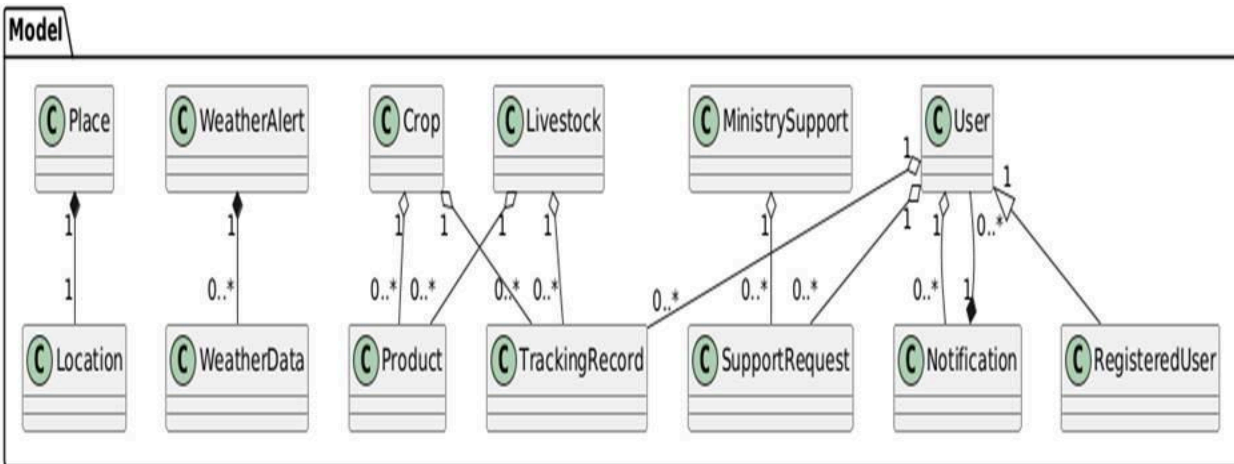 Model
C Place
C WeatherAlert
C Crop
C Livestock
C MinistrySupport
C User
1
1
1
1
1
1
1
1
1
1
0..*
1
0..*
0..*
0..*
0..*
0..*
0..*
0..*
0..*
0..*
1
C Location
C WeatherData
C Product
C TrackingRecord
C SupportRequest
C Notification
C RegisteredUser